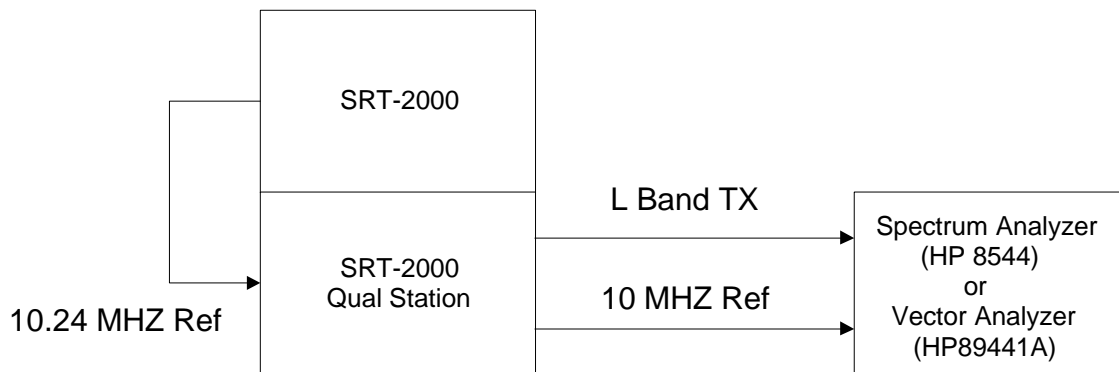 SRT-2000
L Band TX
SRT-2000
Qual Station
10.24 MHZ Ref
10 MHZ Ref
Spectrum Analyzer
(HP 8544)
or
Vector Analyzer
(HP89441A)